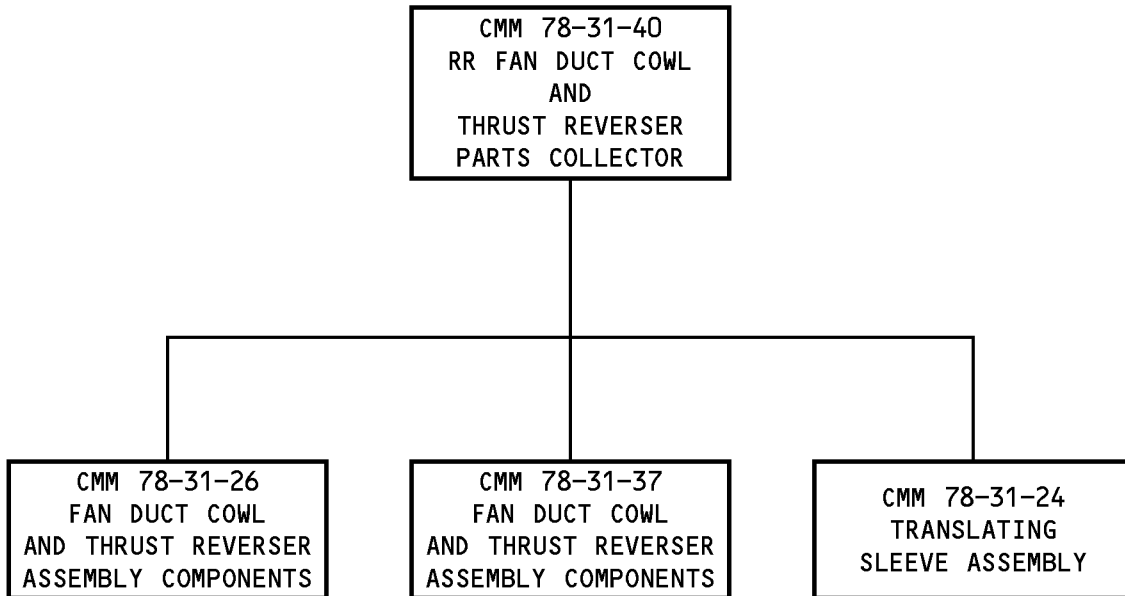 CMM 78-31-40
RR FAN DUCT COWL
AND
THRUST REVERSER
PARTS COLLECTOR
CMM 78-31-26
FAN DUCT COWL
AND THRUST REVERSER
ASSEMBLY COMPONENTS
CMM 78-31-37
FAN DUCT COWL
AND THRUST REVERSER
ASSEMBLY COMPONENTS
CMM 78-31-24
TRANSLATING
SLEEVE ASSEMBLY